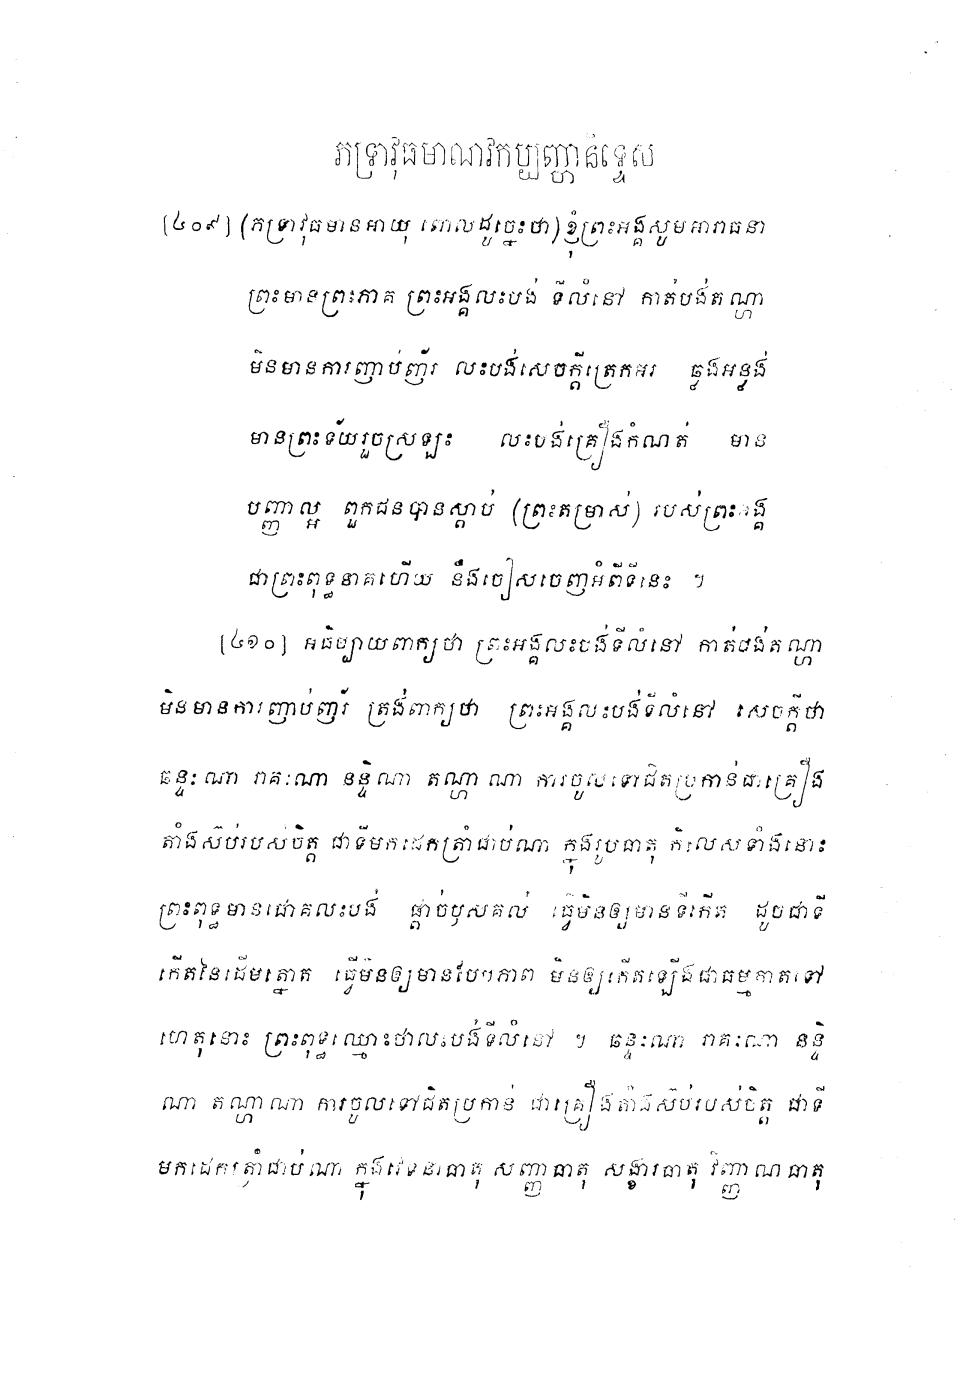 ភទ្រាវុធមាណវកប្បញ្ហានិទ្ទេស
[៤០៩] (ភទ្រាវុធមានអាយុ ពោលដូច្នេះថា) ខ្ញុំព្រះអង្គសូមអារាធនា
ព្រះមានព្រះភាគ ព្រះអង្គលះបង់ ទីលំនៅ កាត់បង់តណ្ហា
មិនមានការញាប់ញ័រ លះបង់សេចក្តីត្រេកអរ ឆ្លងអន្លង់
មានព្រះទ័យរួចស្រឡះ លះបង់គ្រឿងកំណត់ មាន
បញ្ញាល្អ ពួកជនបានស្តាប់ (ព្រះតម្រាស់) របស់ព្រះអង្គ
ជាព្រះពុទ្ធនាគហើយ នឹងចៀសចេញអំពីទីនេះ ។
[៤១០] អធិប្បាយពាក្យថា ព្រះអង្គលះបង់ទីលំនៅ កាត់បង់តណ្ហា
មិនមានការញាប់ញ័រ ត្រង់ពាក្យថា ព្រះអង្គលះបង់ទីលំនៅ សេចក្តីថា
ឆន្ទៈណា រាគៈណា នន្ទិណា តណ្ហា ណា ការចូលទៅជិតប្រកាន់ជាគ្រឿង
តាំងស៊ប់របស់ចិត្ត ជាទីមកដេកត្រាំជាប់ណា ក្នុងរូបធាតុ កិលេសទាំងនោះ
ព្រះពុទ្ធមានជោគលះបង់ ផ្តាច់ឫសគល់ ធ្វើមិនឲ្យមានទីកើត ដូចជាទី
កើតនៃដើមត្នោត ធ្វើមិនឲ្យមានបែបភាព មិនឲ្យកើតឡើងជាធម្មតាតទៅ
ហេតុនោះ ព្រះពុទ្ធឈ្មោះថាលះបង់ទីលំនៅ ។ ឆន្ទៈណា រាគៈណា នន្ទិ
ណា តណ្ហាណា ការចូលទៅជិតប្រកាន់ ជាគ្រឿងតាំងស៊ប់របស់ចិត្ត ជាទី
មកដេកត្រាំជាប់ណា ក្នុងវេទនាធាតុ សញ្ញាធាតុ សង្ខារធាតុ វិញ្ញាណធាតុ